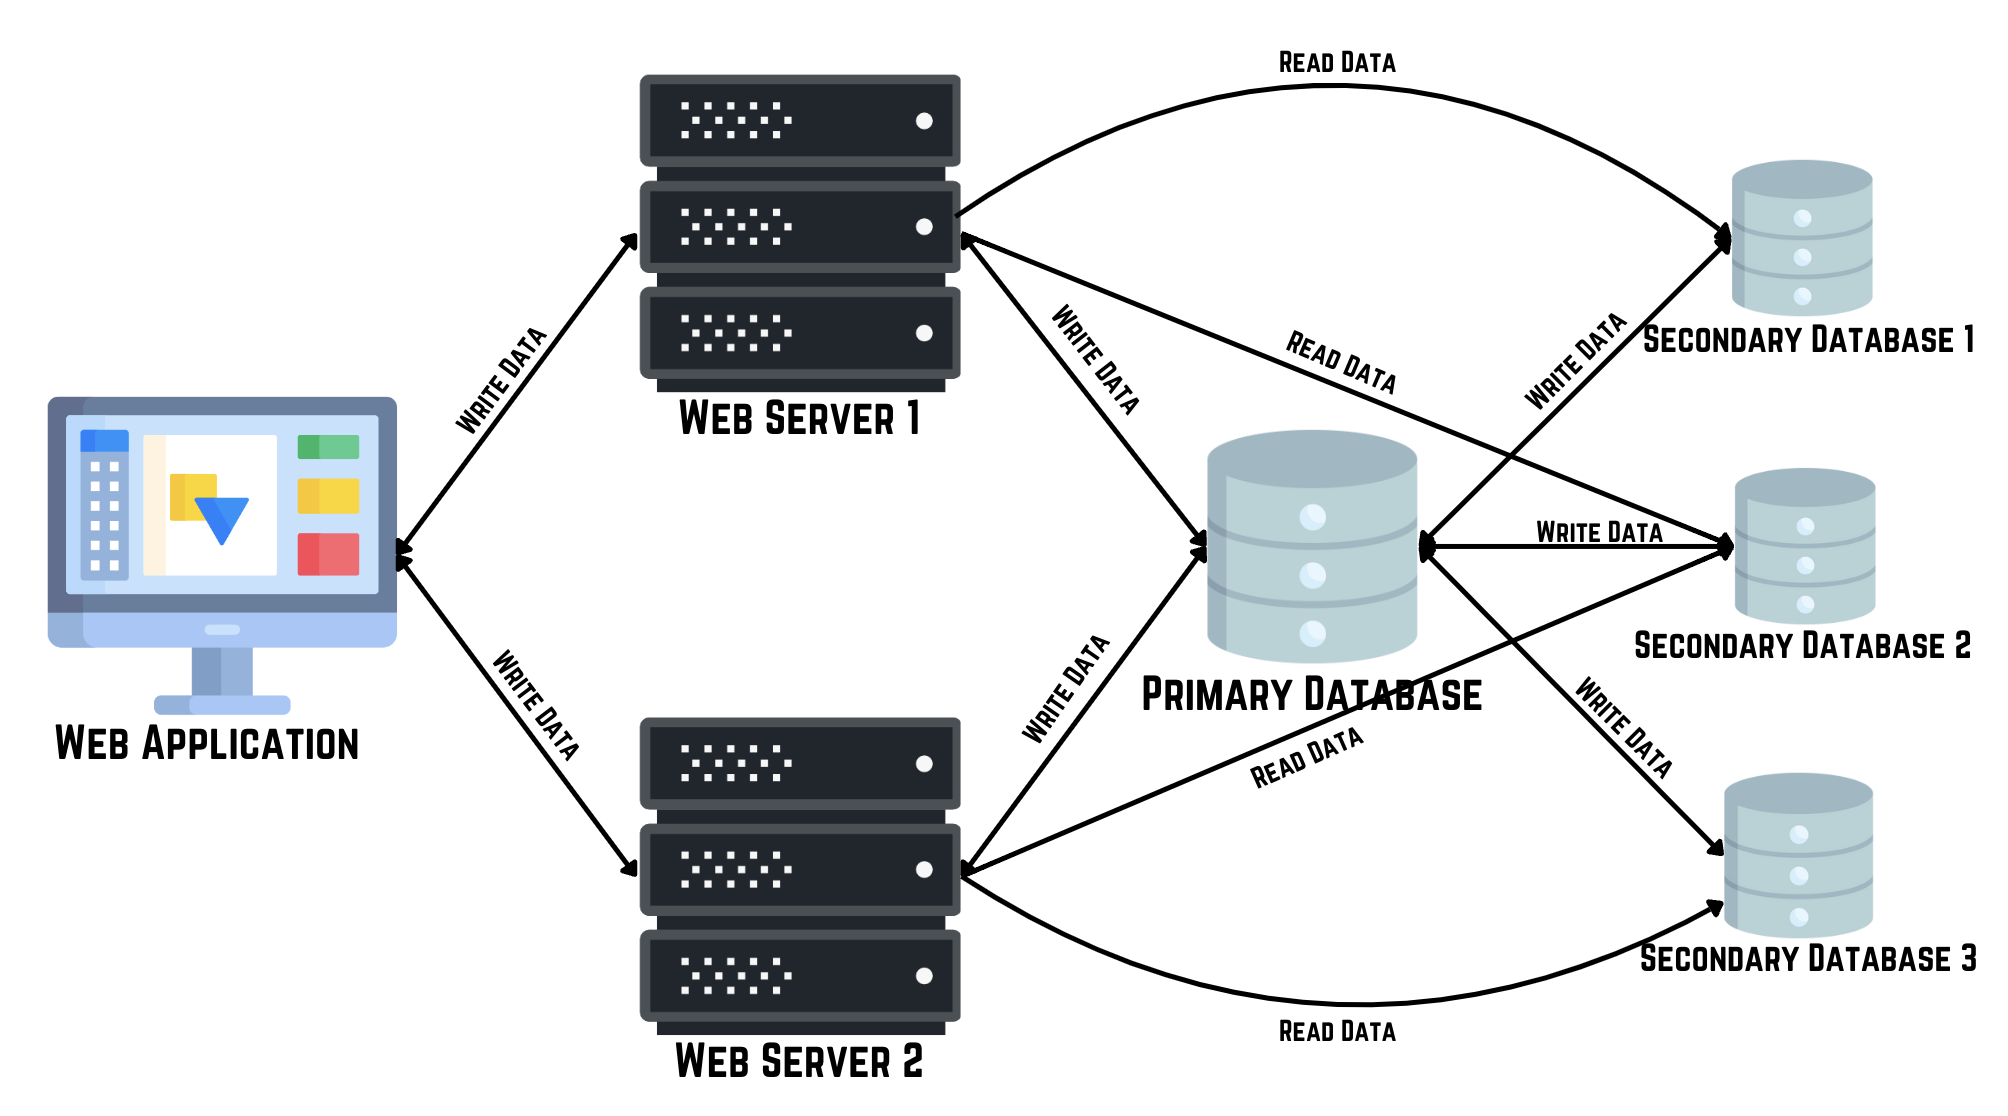 Read Data
Web Server 1
Write Data
Write Data
Read Data
Write Data
Secondary Database 1
Web Application
Write Data
Primary Database
Write Data
Secondary Database 2
Write Data
Read Data
Write Data
Web Server 2
Read Data
Secondary Database 3